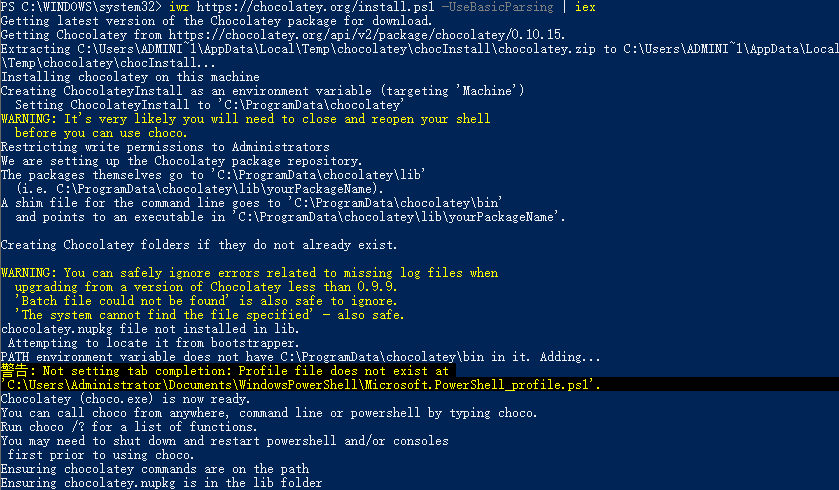 PS C:\WINDOWS\system32> iwr https://chocolatey.org/install.ps1 -UseBasicParsing | iex
Getting latest version of the Chocolatey package for download.
Getting Chocolatey from https://chocolatey.org/api/v2/package/chocolatey/0.10.15.
Extracting C:\Users\ADMINI~1\AppData\Local\Temp\chocolatey\chocInstall\chocolatey.zip to C:\Users\ADMINI~1\AppData\Local
\Temp\chocolatey\chocInstall...
Installing chocolatey on this machine
Creating ChocolateyInstall as an environment variable (targeting 'Machine')
  Setting ChocolateyInstall to 'C:\ProgramData\chocolatey'
WARNING: It's very likely you will need to close and reopen your shell
  before you can use choco.
Restricting write permissions to Administrators
We are setting up the Chocolatey package repository.
The packages themselves go to 'C:\ProgramData\chocolatey\lib'
  (i.e. C:\ProgramData\chocolatey\lib\yourPackageName).
A shim file for the command line goes to 'C:\ProgramData\chocolatey\bin'
  and points to an executable in 'C:\ProgramData\chocolatey\lib\yourPackageName'.
Creating Chocolatey folders if they do not already exist.
WARNING: You can safely ignore errors related to missing log files when
  upgrading from a version of Chocolatey less than 0.9.9.
  'Batch file could not be found' is also safe to ignore.
  'The system cannot find the file specified' - also safe.
chocolatey.nupkg file not installed in lib.
 Attempting to locate it from bootstrapper.
PATH environment variable does not have C:\ProgramData\chocolatey\bin in it. Adding...
警告: Not setting tab completion: Profile file does not exist at
'C:\Users\Administrator\Documents\WindowsPowerShell\Microsoft.PowerShell_profile.ps1'.
Chocolatey (choco.exe) is now ready.
You can call choco from anywhere, command line or powershell by typing choco.
Run choco /? for a list of functions.
You may need to shut down and restart powershell and/or consoles
 first prior to using choco.
Ensuring chocolatey commands are on the path
Ensuring chocolatey.nupkg is in the lib folder